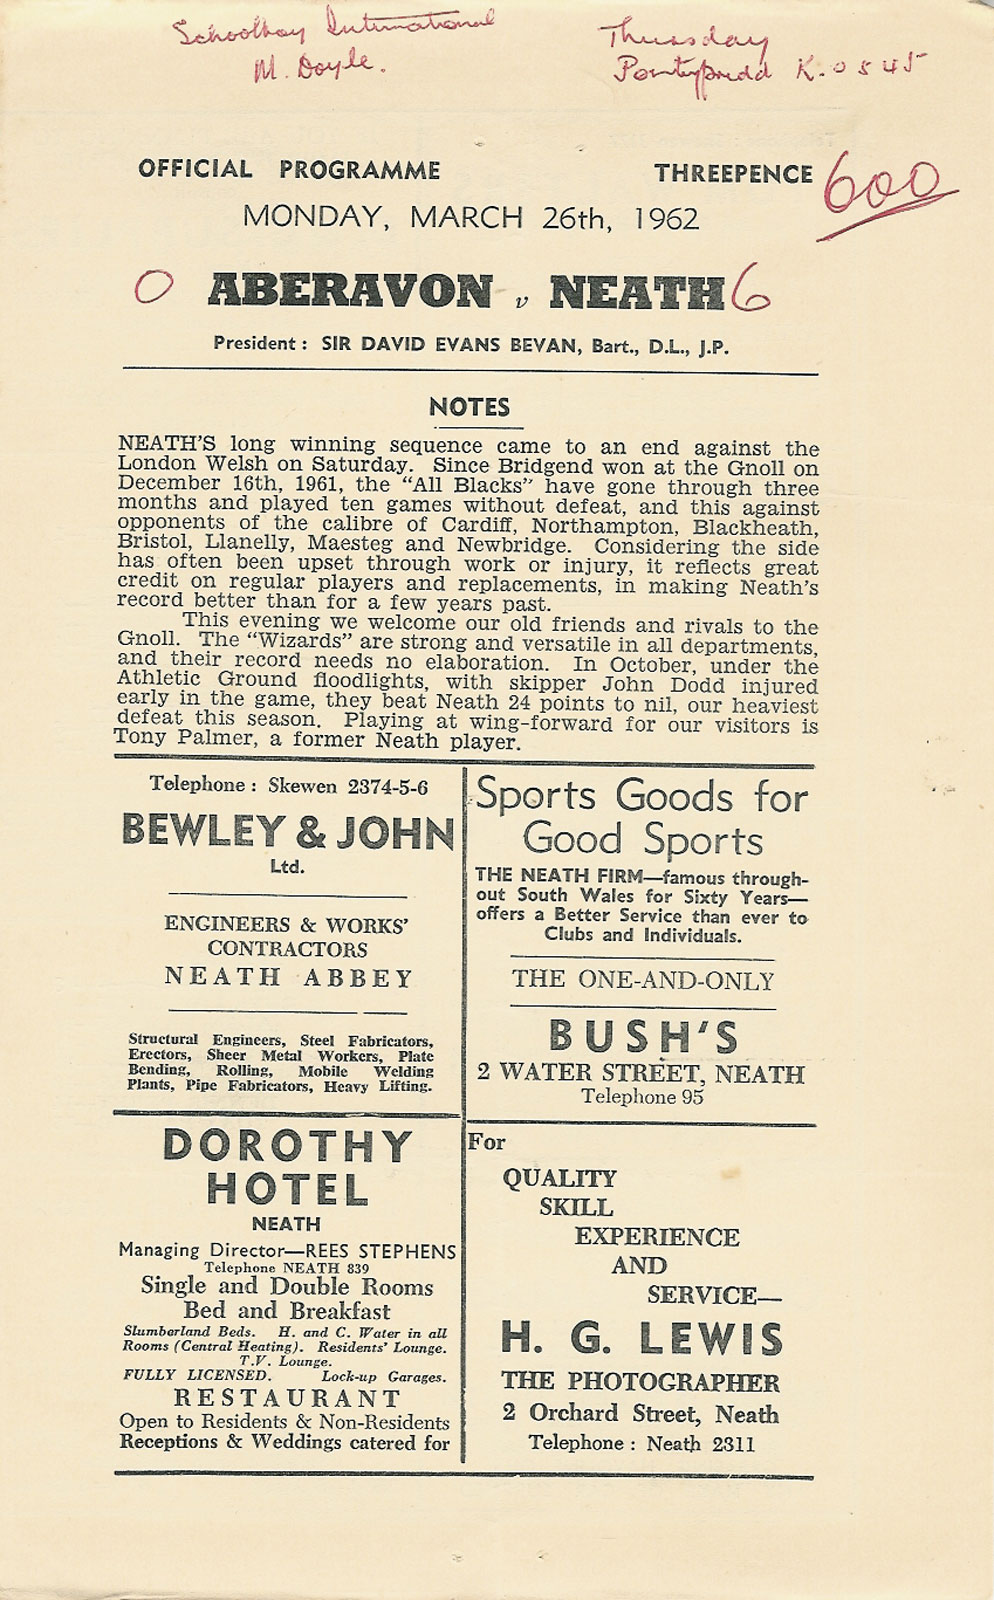 Schoolboy International
M. Doyle.
Thursday
Pontypridd K.O 5 45
OFFICIAL PROGRAMME THREEPENCE 600
MONDAY, MARCH 26th, 1962
0 ABERAVON v NEATH 6
President : SIR DAVID EVANS BEVAN, Bart., D.L., J.P.
NOTES
NEATH'S long winning sequence came to an end against the
London Welsh on Saturday. Since Bridgend won at the Gnoll on
December 16th, 1961, the "All Blacks" have gone through three
months and played ten games without defeat, and this against
opponents of the calibre of Cardiff, Northampton, Blackheath,
Bristol, Llanelly, Maesteg and Newbridge. Considering the side
has often been upset through work or injury, it reflects great
credit on regular players and replacements, in making Neath's
record better than for a few years past.
This evening we welcome our old friends and rivals to the
Gnoll. The "Wizards" are strong and versatile in all departments,
and their record needs no elaboration. In October, under the
Athletic Ground floodlights, with skipper John Dodd injured
early in the game, they beat Neath 24 points to nil, our heaviest
defeat this season. Playing at wing-forward for our visitors is
Tony Palmer, a former Neath player.
Telephone : Skewen 2374-5-6
BEWLEY & JOHN
Ltd.
ENGINEERS & WORKS'
CONTRACTORS
NEATH ABBEY
Structural Engineers, Steel Fabricators,
Erectors, Sheer Metal Workers, Plate
Bending, Rolling, Mobile Welding
Plants, Pipe Fabricators, Heavy Lifting.
Sports Goods for
Good Sports
THE NEATH FIRM—famous through-
out South Wales for Sixty Years—
offers a Better Service than ever to
Clubs and Individuals.
THE ONE-AND-ONLY
BUSH'S
2 WATER STREET, NEATH
Telephone 95
DOROTHY
HOTEL
NEATH
Managing Director—REES STEPHENS
Telephone NEATH 839
Single and Double Rooms
Bed and Breakfast
Slumberland Beds. H. and C. Water in all
Rooms (Central Heating). Residents' Lounge.
T.V. Lounge.
FULLY LICENSED. Lock-up Garages.
RESTAURANT
Open to Residents & Non-Residents
Receptions & Weddings catered for
For
QUALITY
SKILL
EXPERIENCE
AND
SERVICE—
H. G. LEWIS
THE PHOTOGRAPHER
2 Orchard Street, Neath
Telephone : Neath 2311